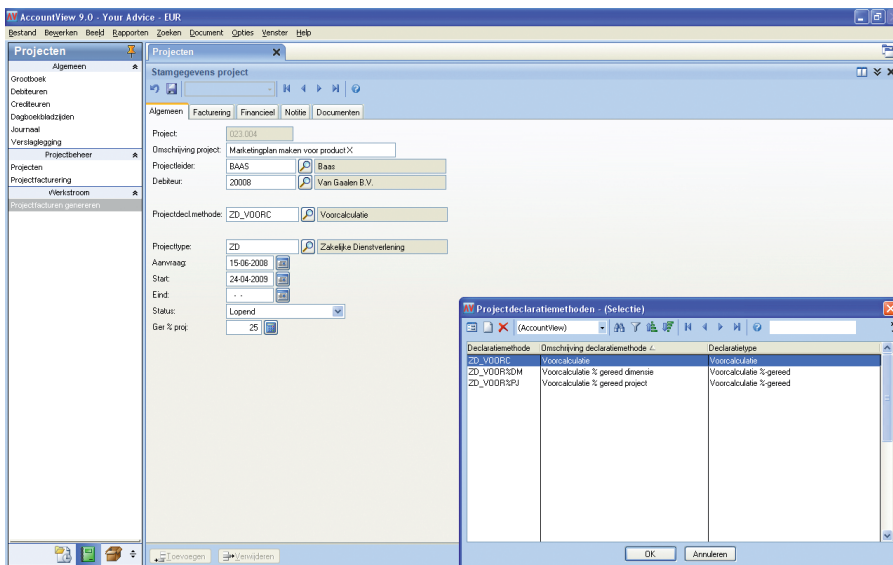 AccountView 9.0 - Your Advice - EUR
Bestand Bewerken Beeld Rapporten Zoeken Document Opties Venster Help
Projecten
Algemeen
Grootboek
Debiteuren
Crediteuren
Dagboekbladzijden
Journaal
Verslaglegging
Projectbeheer
Projecten
Projectfacturering
Werkstroom
Projectfacturen genereren
Projecten
Stamgegevens project
Algemeen Facturering Financieel Notitie Documenten
Project: 023.004
Omschrijving project: Marketingplan maken voor product X
Projectleider: BAAS Baas
Debiteur: 20008 Van Gaalen B.V.
Projectdecl.methode: ZD_VOORC Voorcalculatie
Projecttype: ZD Zakelijke Dienstverlening
Aanvraag: 15-06-2008
Start: 24-04-2009
Eind: - -
Status: Lopend
Ger % proj: 25
Toevoegen Verwijderen
Projectdeclaratiemethoden - (Selectie)
(AccountView)
Declaratiemethode Omschrijving declaratiemethode Declaratietype
ZD_VOORC Voorcalculatie Voorcalculatie
ZD_VOOR%DM Voorcalculatie % gereed dimensie Voorcalculatie %-gereed
ZD_VOOR%PJ Voorcalculatie % gereed project Voorcalculatie %-gereed
OK Annuleren